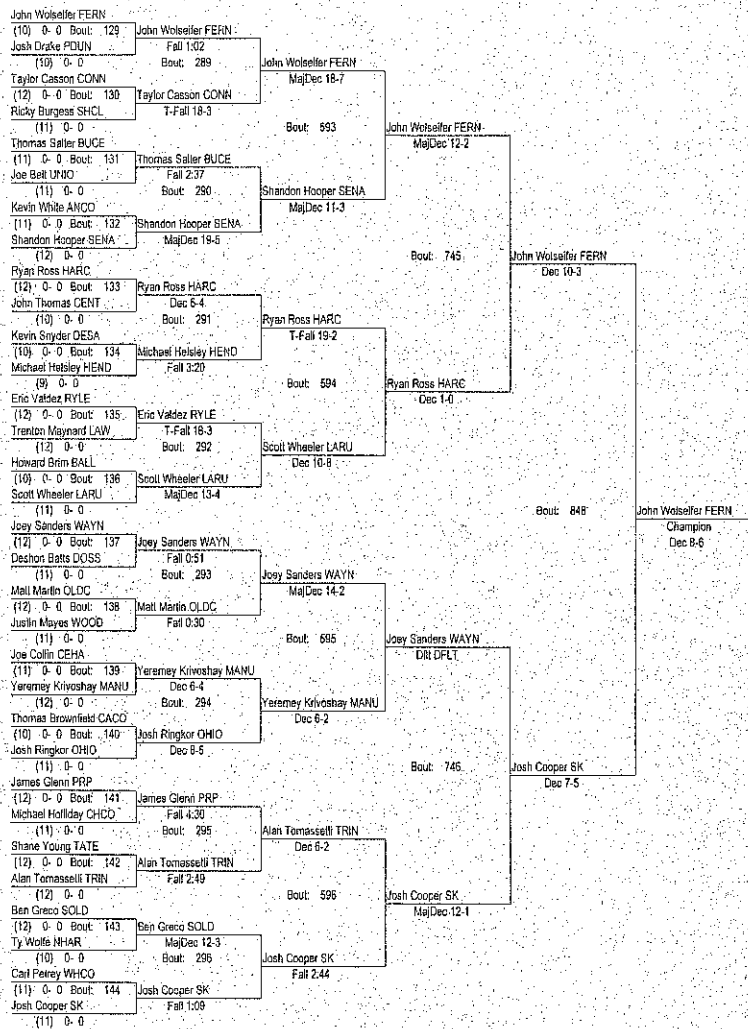 John Wolseifer FERN
(10) 0- 0 Bout: 129
Josh Drake PDUN
(10) 0- 0
Taylor Casson CONN
(12) 0- 0 Bout: 130
Ricky Burgess SHCL
(11) 0- 0
Thomas Salter BUCE
(11) 0- 0 Bout: 131
Joe Belt UNIO
(11) 0- 0
Kevin White ANCO
(11) 0- 0 Bout: 132
Shandon Hooper SENA
(12) 0- 0
Ryan Ross HARC
(12) 0- 0 Bout: 133
John Thomas CENT
(10) 0- 0
Kevin Snyder DESA
(10) 0- 0 Bout: 134
Michael Helsley HEND
(9) 0- 0
Eric Valdez RYLE
(12) 0- 0 Bout: 135
Trenton Maynard LAW
(12) 0- 0
Howard Brim BALL
(10) 0- 0 Bout: 136
Scott Wheeler LARU
(11) 0- 0
Joey Sanders WAYN
(12) 0- 0 Bout: 137
Deshon Batts DOSS
(11) 0- 0
Matt Martin OLDC
(12) 0- 0 Bout: 138
Justin Mayes WOOD
(11) 0- 0
Joe Collin CEHA
(11) 0- 0 Bout: 139
Yeremey Krivoshay MANU
(12) 0- 0
Thomas Brownfield CACO
(10) 0- 0 Bout: 140
Josh Ringkor OHIO
(11) 0- 0
James Glenn PRP
(12) 0- 0 Bout: 141
Michael Holliday CHCO
(11) 0- 0
Shane Young TATE
(12) 0- 0 Bout: 142
Alan Tomassetti TRIN
(12) 0- 0
Ben Greco SOLD
(12) 0- 0 Bout: 143
Ty Wolfe NHAR
(10) 0- 0
Carl Petrey WHCO
(11) 0- 0 Bout: 144
Josh Cooper SK
(11) 0- 0
John Wolseifer FERN
Fall 1:02
Bout: 289
Taylor Casson CONN
T-Fall 18-3
Thomas Salter BUCE
Fall 2:37
Bout: 290
Shandon Hooper SENA
MajDec 19-5
Ryan Ross HARC
Dec 5-4
Bout: 291
Michael Helsley HEND
Fall 3:20
Eric Valdez RYLE
T-Fall 18-3
Bout: 292
Scott Wheeler LARU
MajDec 13-4
Joey Sanders WAYN
Fall 0:51
Bout: 293
Matt Martin OLDC
Fall 0:30
Yeremey Krivoshay MANU
Dec 6-4
Bout: 294
Josh Ringkor OHIO
Dec 8-5
James Glenn PRP
Fall 4:30
Bout: 295
Alan Tomassetti TRIN
Fall 2:49
Ben Greco SOLD
MajDec 12-3
Bout: 296
Josh Cooper SK
Fall 1:09
John Wolseifer FERN
MajDec 18-7
Bout: 593
Shandon Hooper SENA
MajDec 11-3
Ryan Ross HARC
T-Fall 19-2
Bout: 594
Scott Wheeler LARU
Dec 10-8
Joey Sanders WAYN
MajDec 14-2
Bout: 595
Yeremey Krivoshay MANU
Dec 6-2
Alan Tomassetti TRIN
Dec 6-2
Bout: 596
Josh Cooper SK
Fall 2:44
John Wolseifer FERN
MajDec 12-2
Bout: 745
Ryan Ross HARC
Dec 1-0
Joey Sanders WAYN
Dflt DFLT
Bout: 746
Josh Cooper SK
MajDec 12-1
John Wolseifer FERN
Dec 10-3
Bout: 848
Josh Cooper SK
Dec 7-5
John Wolseifer FERN
Champion
Dec 8-6